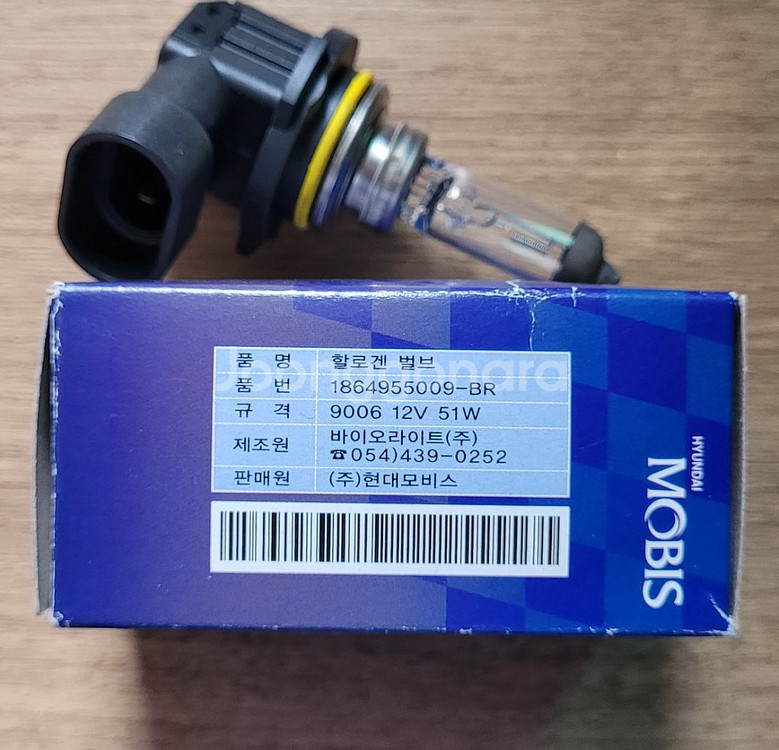 품 명 할로겐 벌브
품 번 1864955009-BR
규 격 9006 12V 51W
제조원 바이오라이트(주)
☎054)439-0252
판매원 (주)현대모비스
HYUNDAI
MOBIS
Joonggonara